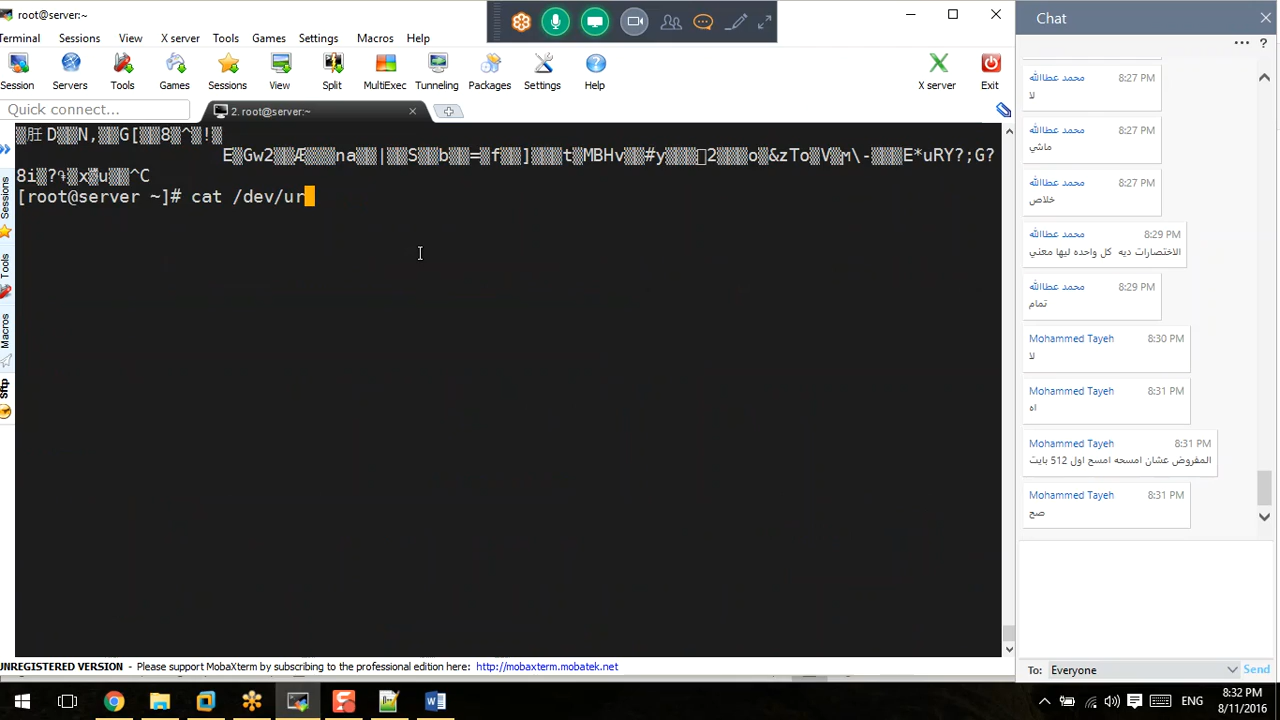 root@server:~
Terminal Sessions View X server Tools Games Settings Macros Help
Session Servers Tools Games Sessions View Split MultiExec Tunneling Packages Settings Help X server Exit
Quick connect...
2. root@server:~
Sessions
Tools
Macros
Sftp
[root@server ~]# cat /dev/ur
UNREGISTERED VERSION - Please support MobaXterm by subscribing to the professional edition here: http://mobaxterm.mobatek.net
Chat
محمد عطاالله 8:27 PM
لا
محمد عطاالله 8:27 PM
ماشي
محمد عطاالله 8:27 PM
خلاص
محمد عطاالله 8:29 PM
الاختصارات ديه كل واحده ليها معني
محمد عطاالله 8:29 PM
تمام
Mohammed Tayeh 8:30 PM
لا
Mohammed Tayeh 8:31 PM
اه
Mohammed Tayeh 8:31 PM
المفروض عشان امسحه امسح اول 512 بايت
Mohammed Tayeh 8:31 PM
صح
To: Everyone Send
ENG
8:32 PM
8/11/2016